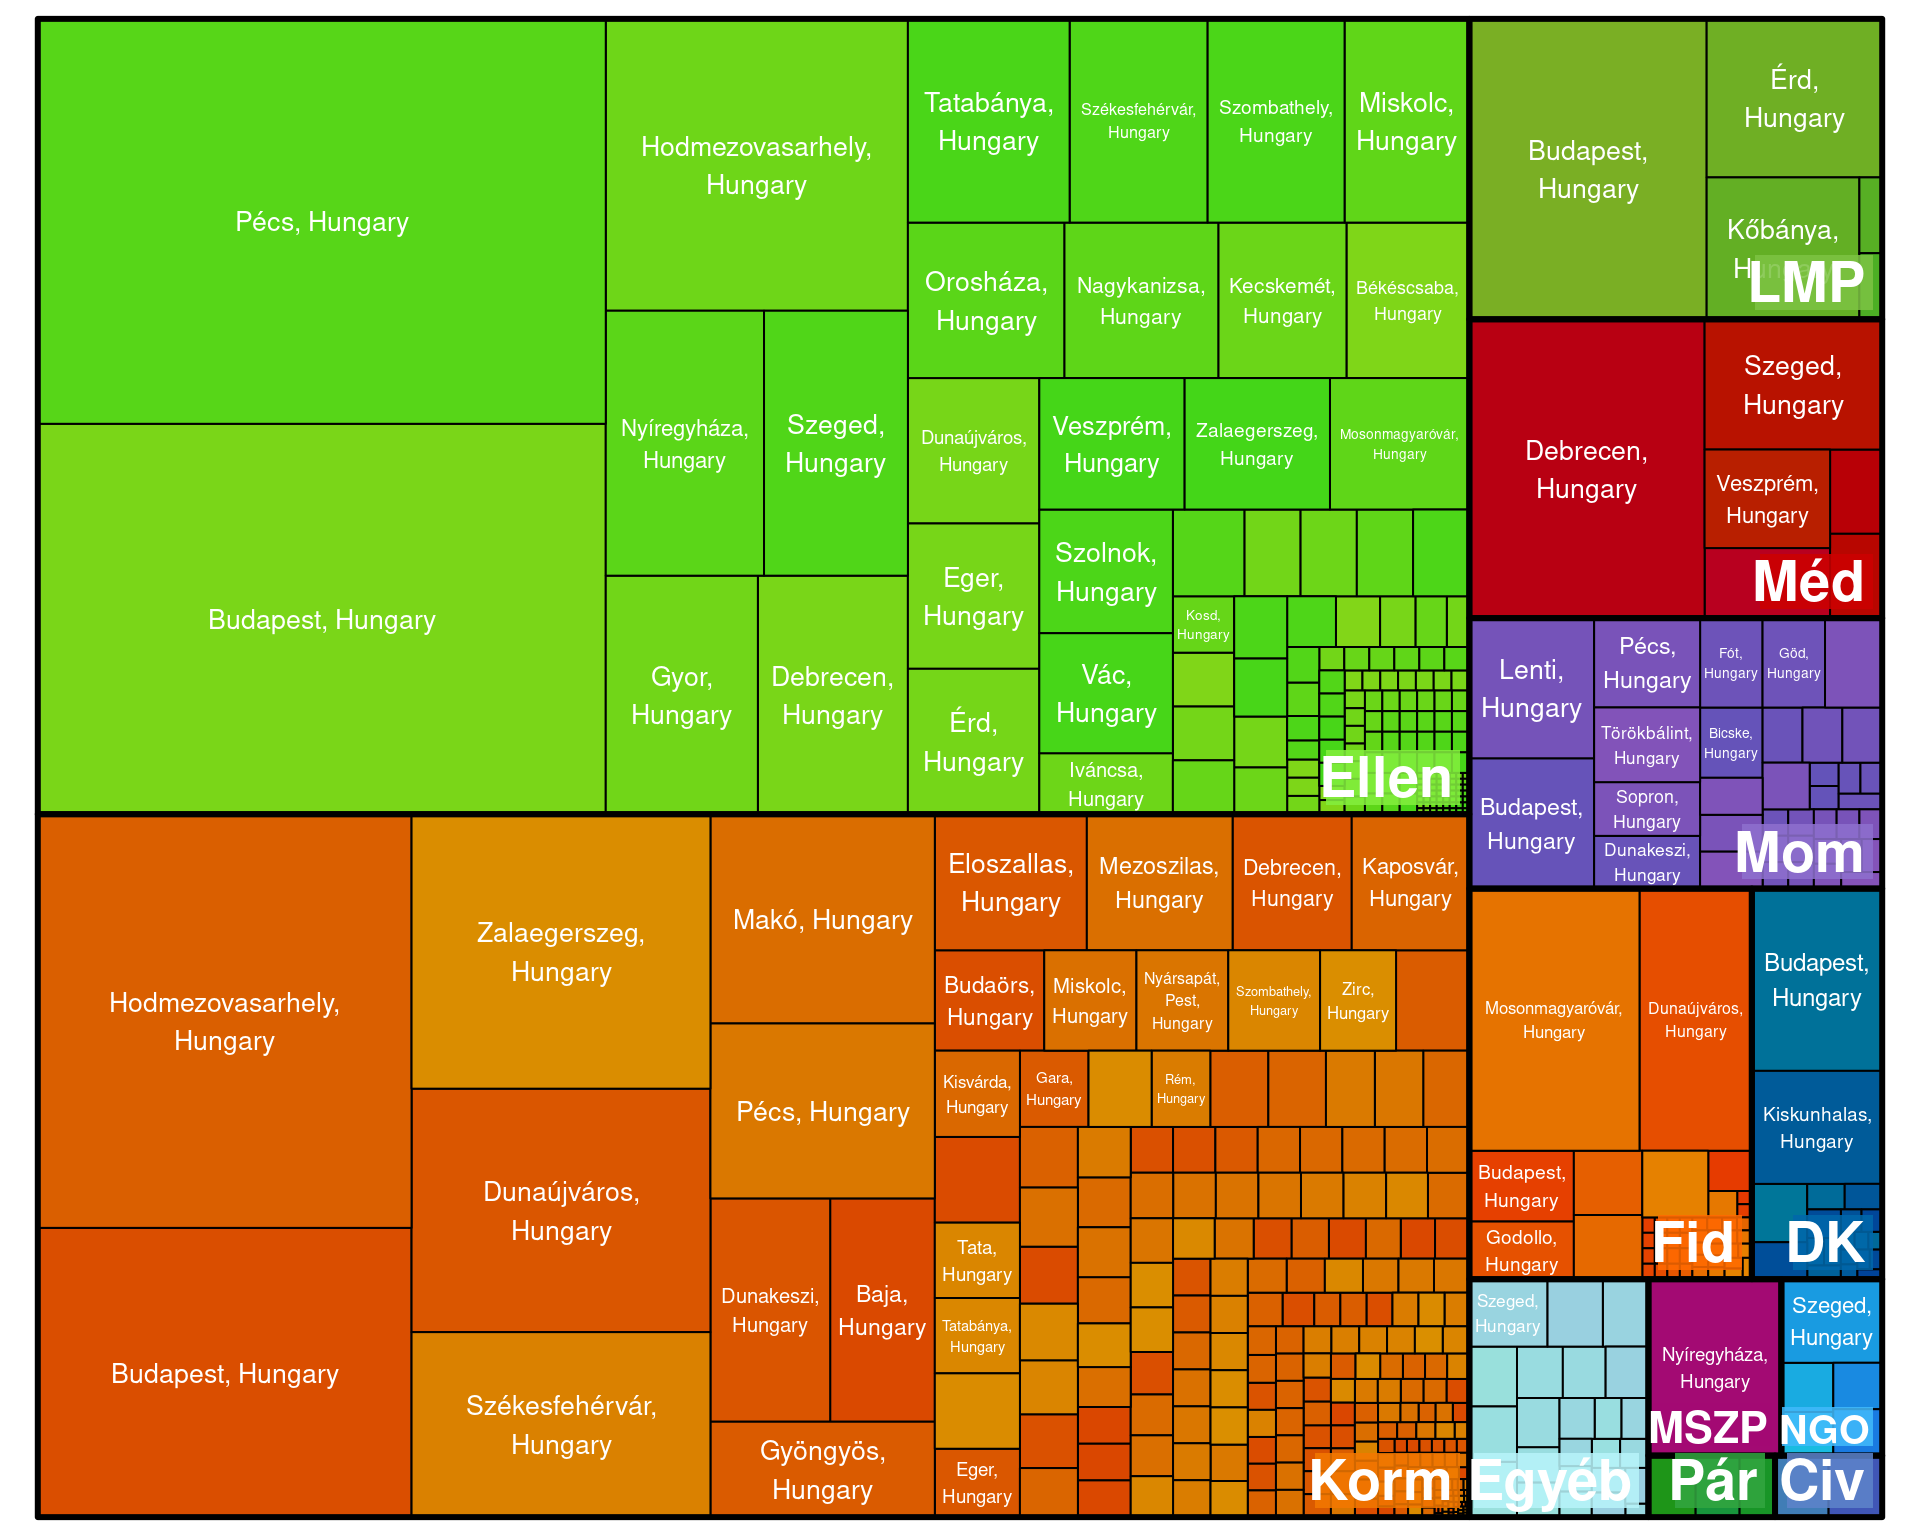 Pécs, Hungary
Budapest, Hungary
Hodmezovasarhely,
Hungary
Nyíregyháza,
Hungary
Szeged,
Hungary
Gyor,
Hungary
Debrecen,
Hungary
Tatabánya,
Hungary
Székesfehérvár,
Hungary
Szombathely,
Hungary
Miskolc,
Hungary
Orosháza,
Hungary
Nagykanizsa,
Hungary
Kecskemét,
Hungary
Békéscsaba,
Hungary
Dunaújváros,
Hungary
Veszprém,
Hungary
Zalaegerszeg,
Hungary
Mosonmagyaróvár,
Hungary
Eger,
Hungary
Szolnok,
Hungary
Kosd,
Hungary
Érd,
Hungary
Vác,
Hungary
Iváncsa,
Hungary
Ellen
Hodmezovasarhely,
Hungary
Budapest, Hungary
Zalaegerszeg,
Hungary
Dunaújváros,
Hungary
Székesfehérvár,
Hungary
Makó, Hungary
Pécs, Hungary
Dunakeszi,
Hungary
Baja,
Hungary
Gyöngyös,
Hungary
Eloszallas,
Hungary
Mezoszilas,
Hungary
Debrecen,
Hungary
Kaposvár,
Hungary
Budaörs,
Hungary
Miskolc,
Hungary
Nyársapát,
Pest,
Hungary
Szombathely,
Hungary
Zirc,
Hungary
Kisvárda,
Hungary
Gara,
Hungary
Rém,
Hungary
Tata,
Hungary
Tatabánya,
Hungary
Eger,
Hungary
Korm
Budapest,
Hungary
Érd,
Hungary
Kőbánya,
Hungary
LMP
Debrecen,
Hungary
Szeged,
Hungary
Veszprém,
Hungary
Méd
Lenti,
Hungary
Budapest,
Hungary
Pécs,
Hungary
Törökbálint,
Hungary
Sopron,
Hungary
Dunakeszi,
Hungary
Fót,
Hungary
Göd,
Hungary
Bicske,
Hungary
Mom
Mosonmagyaróvár,
Hungary
Dunaújváros,
Hungary
Budapest,
Hungary
Godollo,
Hungary
Fid
Budapest,
Hungary
Kiskunhalas,
Hungary
DK
Szeged,
Hungary
Egyéb
Nyíregyháza,
Hungary
MSZP
Szeged,
Hungary
NGO
Pár
Civ